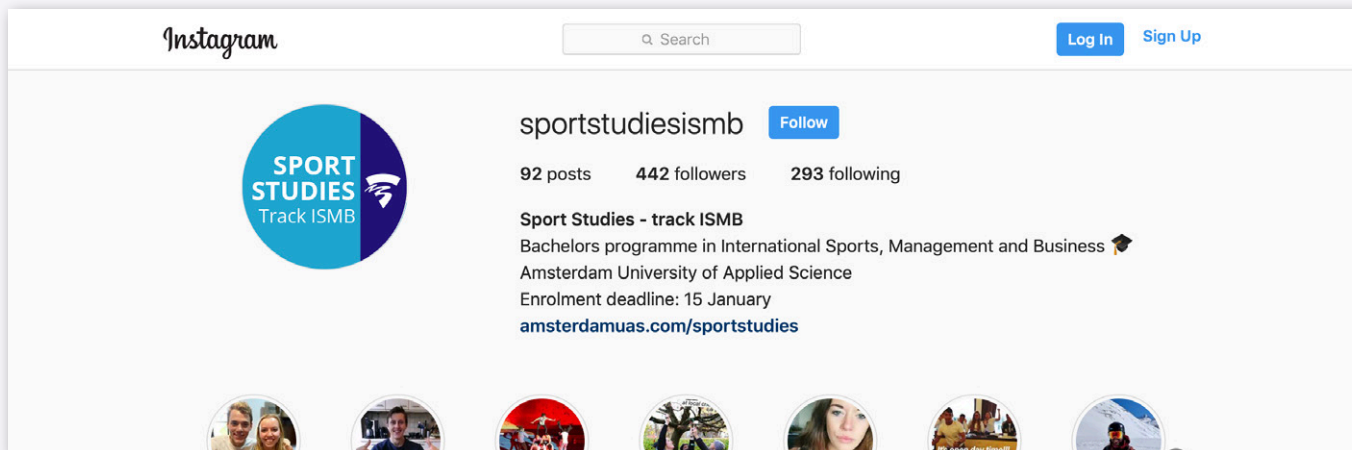 Instagram
Search
Log In
Sign Up
sportstudiesismb
Follow
92 posts 442 followers 293 following
SPORT
STUDIES
Track ISMB
Sport Studies - track ISMB
Bachelors programme in International Sports, Management and Business 🎓
Amsterdam University of Applied Science
Enrolment deadline: 15 January
amsterdamuas.com/sportstudies